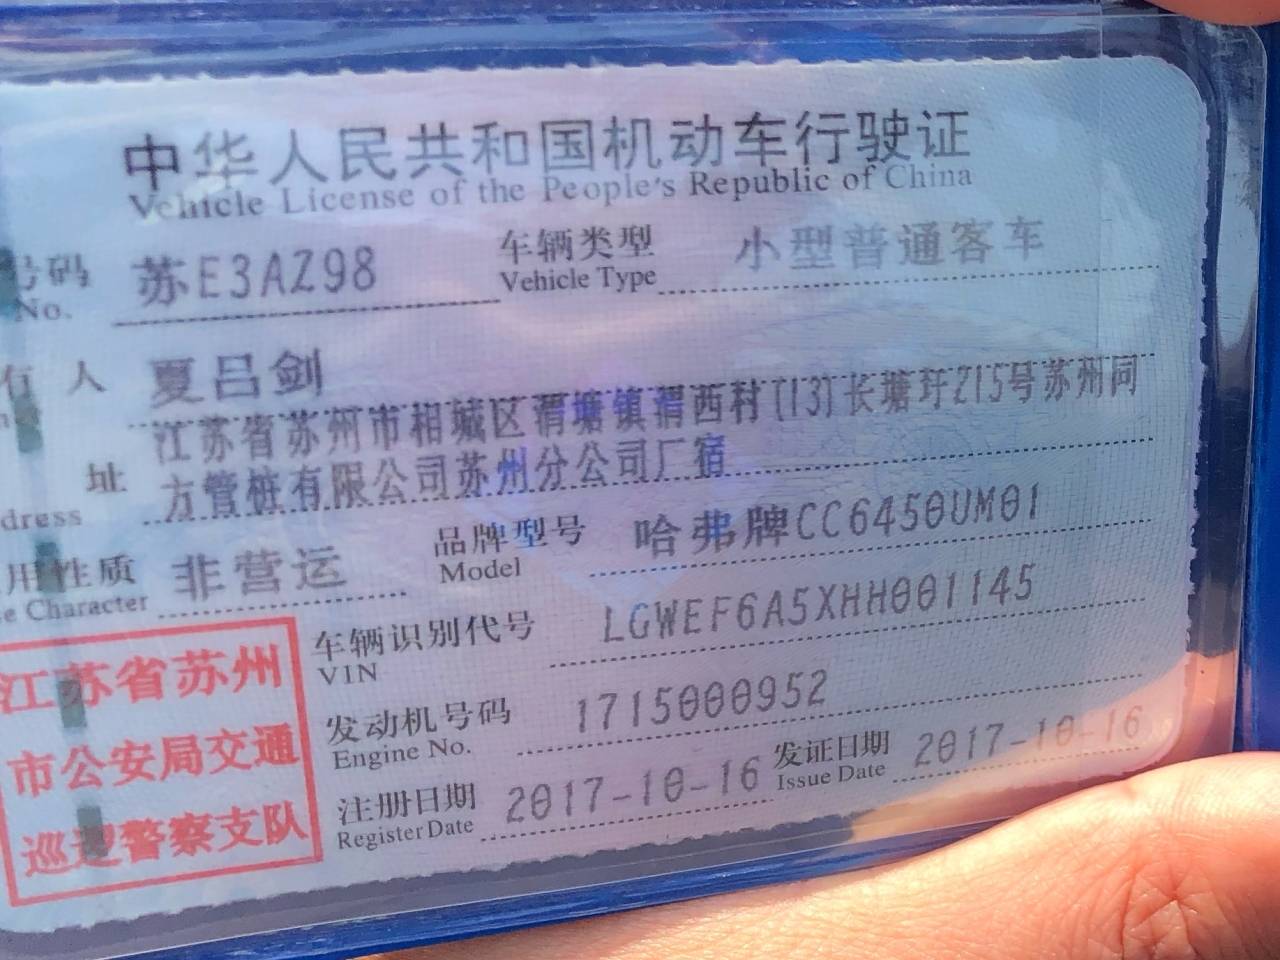 中华人民共和国机动车行驶证
Vehicle License of the People's Republic of China
号码 苏E3AZ98 车辆类型 小型普通客车
No. Vehicle Type
有人 夏吕剑
址 江苏省苏州市相城区渭塘镇渭西村(13)长塘圩215号苏州同
dress 方管桩有限公司苏州分公司厂宿
用性质 非营运 品牌型号 哈弗牌CC6450UM01
e Character Model
车辆识别代号 LGWEF6A5XHH001145
VIN
发动机号码 1715000952
Engine No.
注册日期 2017-10-16 发证日期 2017-10-16
Register Date Issue Date
江苏省苏州
市公安局交通
巡逻警察支队